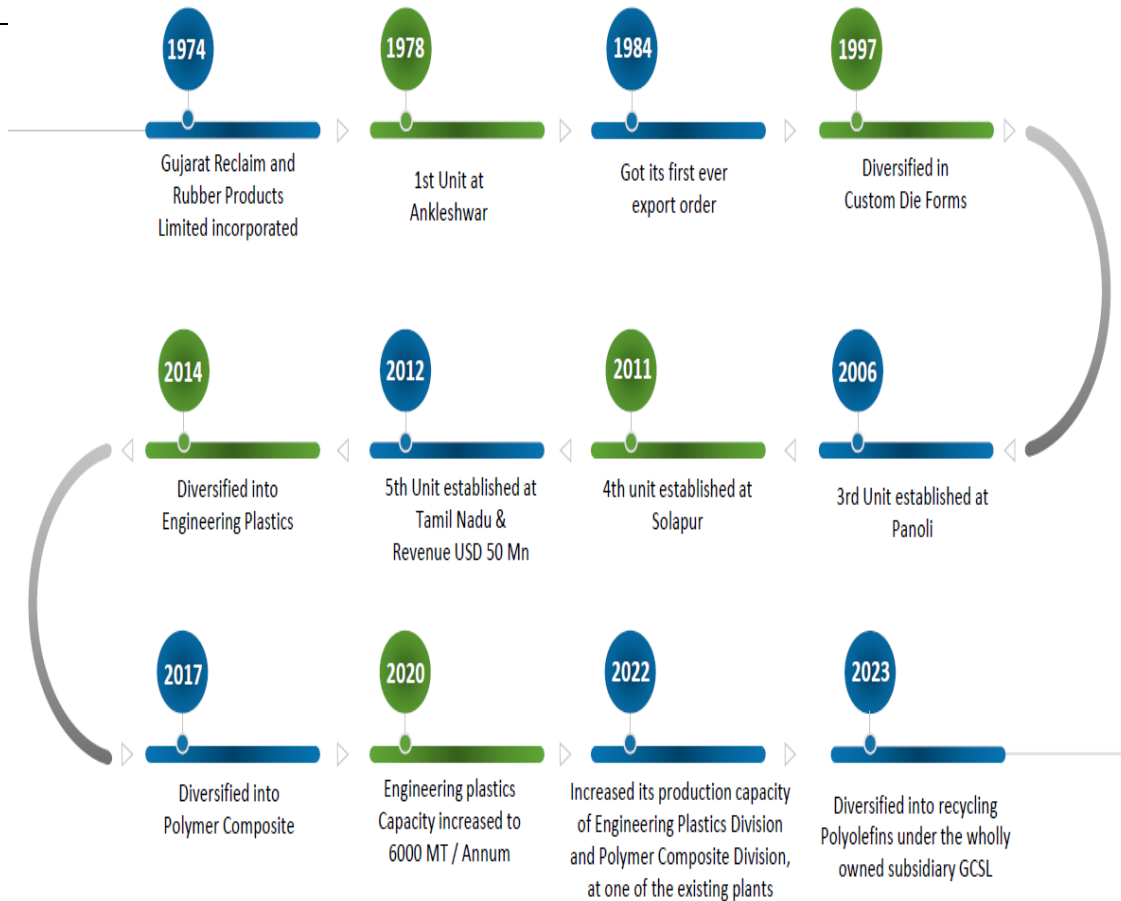 1974
Gujarat Reclaim and
Rubber Products
Limited incorporated
1978
1st Unit at
Ankleshwar
1984
Got its first ever
export order
1997
Diversified in
Custom Die Forms
2006
3rd Unit established at
Panoli
2011
4th unit established at
Solapur
2012
5th Unit established at
Tamil Nadu &
Revenue USD 50 Mn
2014
Diversified into
Engineering Plastics
2017
Diversified into
Polymer Composite
2020
Engineering plastics
Capacity increased to
6000 MT / Annum
2022
Increased its production capacity
of Engineering Plastics Division
and Polymer Composite Division,
at one of the existing plants
2023
Diversified into recycling
Polyolefins under the wholly
owned subsidiary GCSL